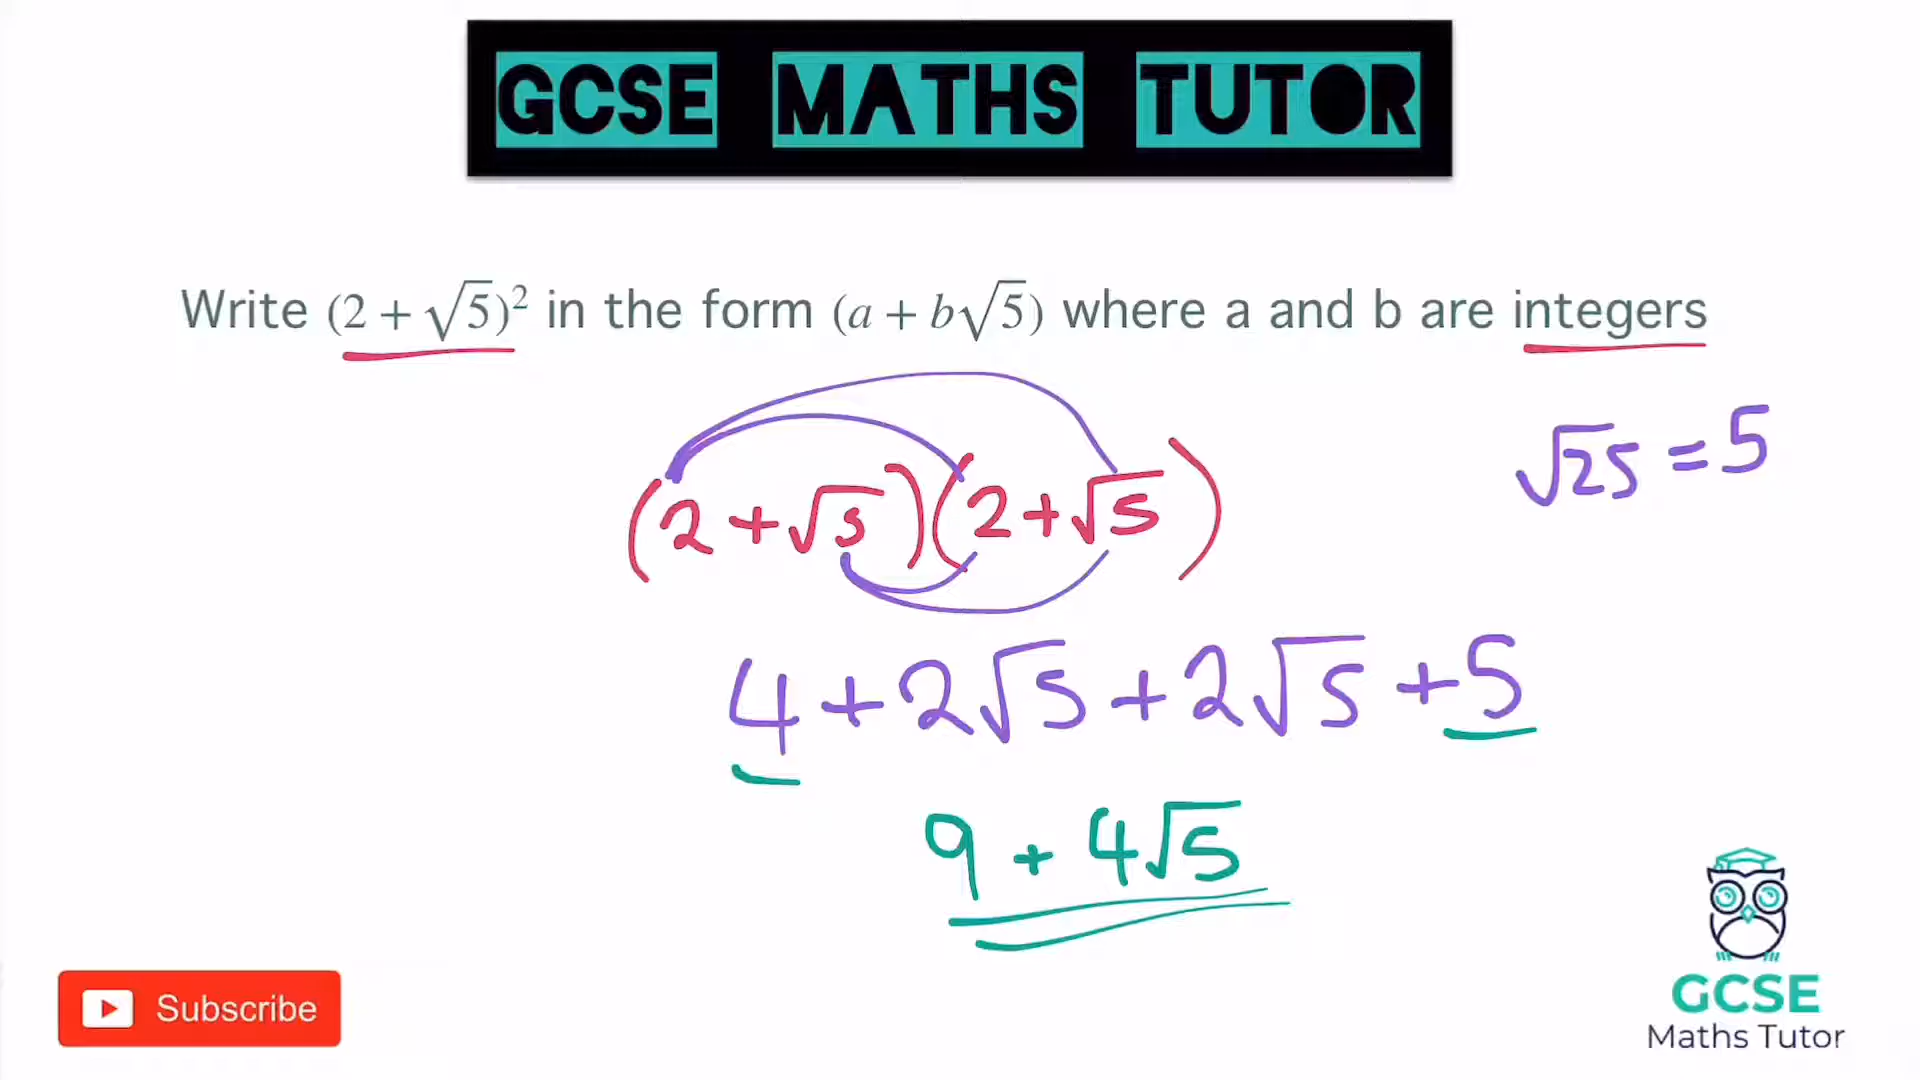 GCSE MATHS TUTOR
Write (2 + √5)² in the form (a + b√5) where a and b are integers
√25 = 5
(2 + √5)(2 + √5)
4 + 2√5 + 2√5 + 5
9 + 4√5
Subscribe
GCSE
Maths Tutor